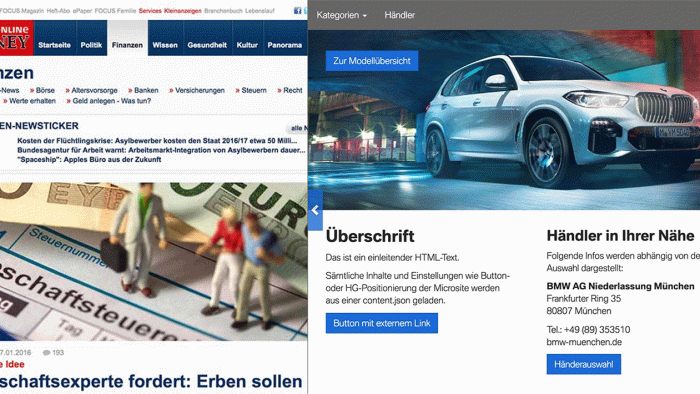 FOCUS Magazin Heft-Abo ePaper FOCUS Familie Services Kleinanzeigen Branchenbuch Lebenslauf
ONLINE
NEY
Startseite Politik Finanzen Wissen Gesundheit Kultur Panorama
nzen
-News » Börse » Altersvorsorge » Banken » Versicherungen » Steuern » Recht
» Werte erhalten » Geld anlegen - Was tun?
EN-NEWSTICKER
alle N
Kosten der Flüchtlingskrise: Asylbewerber kosten den Staat 2016/17 etwa 50 Mili...
Bundesagentur für Arbeit warnt: Arbeitsmarkt-Integration von Asylbewerbern dauer...
"Spaceship": Apples Büro aus der Zukunft
EURO
Steuernummer
schaftsteuer
Tag
7.01.2016 193
e Idee
schaftsexperte fordert: Erben sollen
Kategorien Händler
Zur Modellübersicht
Überschrift
Das ist ein einleitender HTML-Text.
Sämtliche Inhalte und Einstellungen wie Button-
oder HG-Positionierung der Microsite werden
aus einer content.json geladen.
Button mit externem Link
Händler in Ihrer Nähe
Folgende Infos werden abhängig von de
Auswahl dargestellt:
BMW AG Niederlassung München
Frankfurter Ring 35
80807 München
Tel.: +49 (89) 353510
bmw-muenchen.de
Händerauswahl